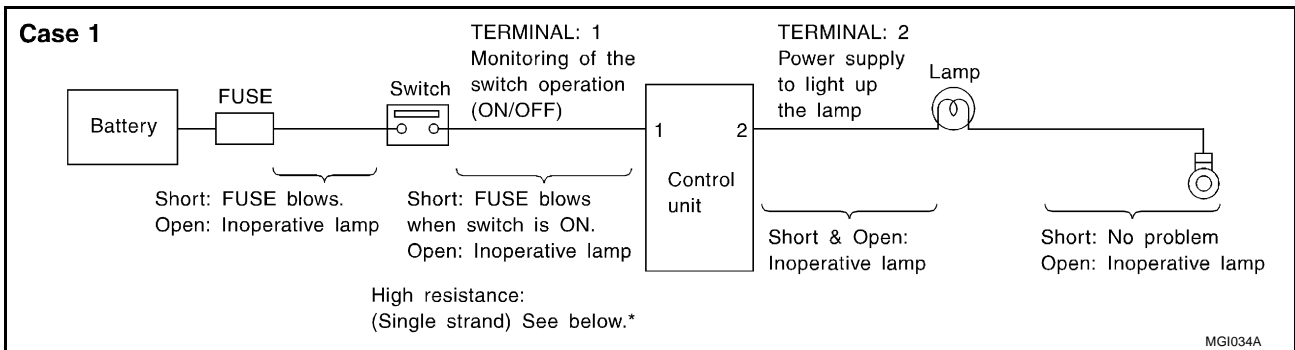 Case 1
TERMINAL: 1
Monitoring of the
switch operation
(ON/OFF)
TERMINAL: 2
Power supply
to light up
the lamp
Lamp
Switch
FUSE
Battery
1
2
Control
unit
Short: FUSE blows.
Open: Inoperative lamp
Short: FUSE blows
when switch is ON.
Open: Inoperative lamp
Short & Open:
Inoperative lamp
Short: No problem
Open: Inoperative lamp
High resistance:
(Single strand) See below.*
MGI034A